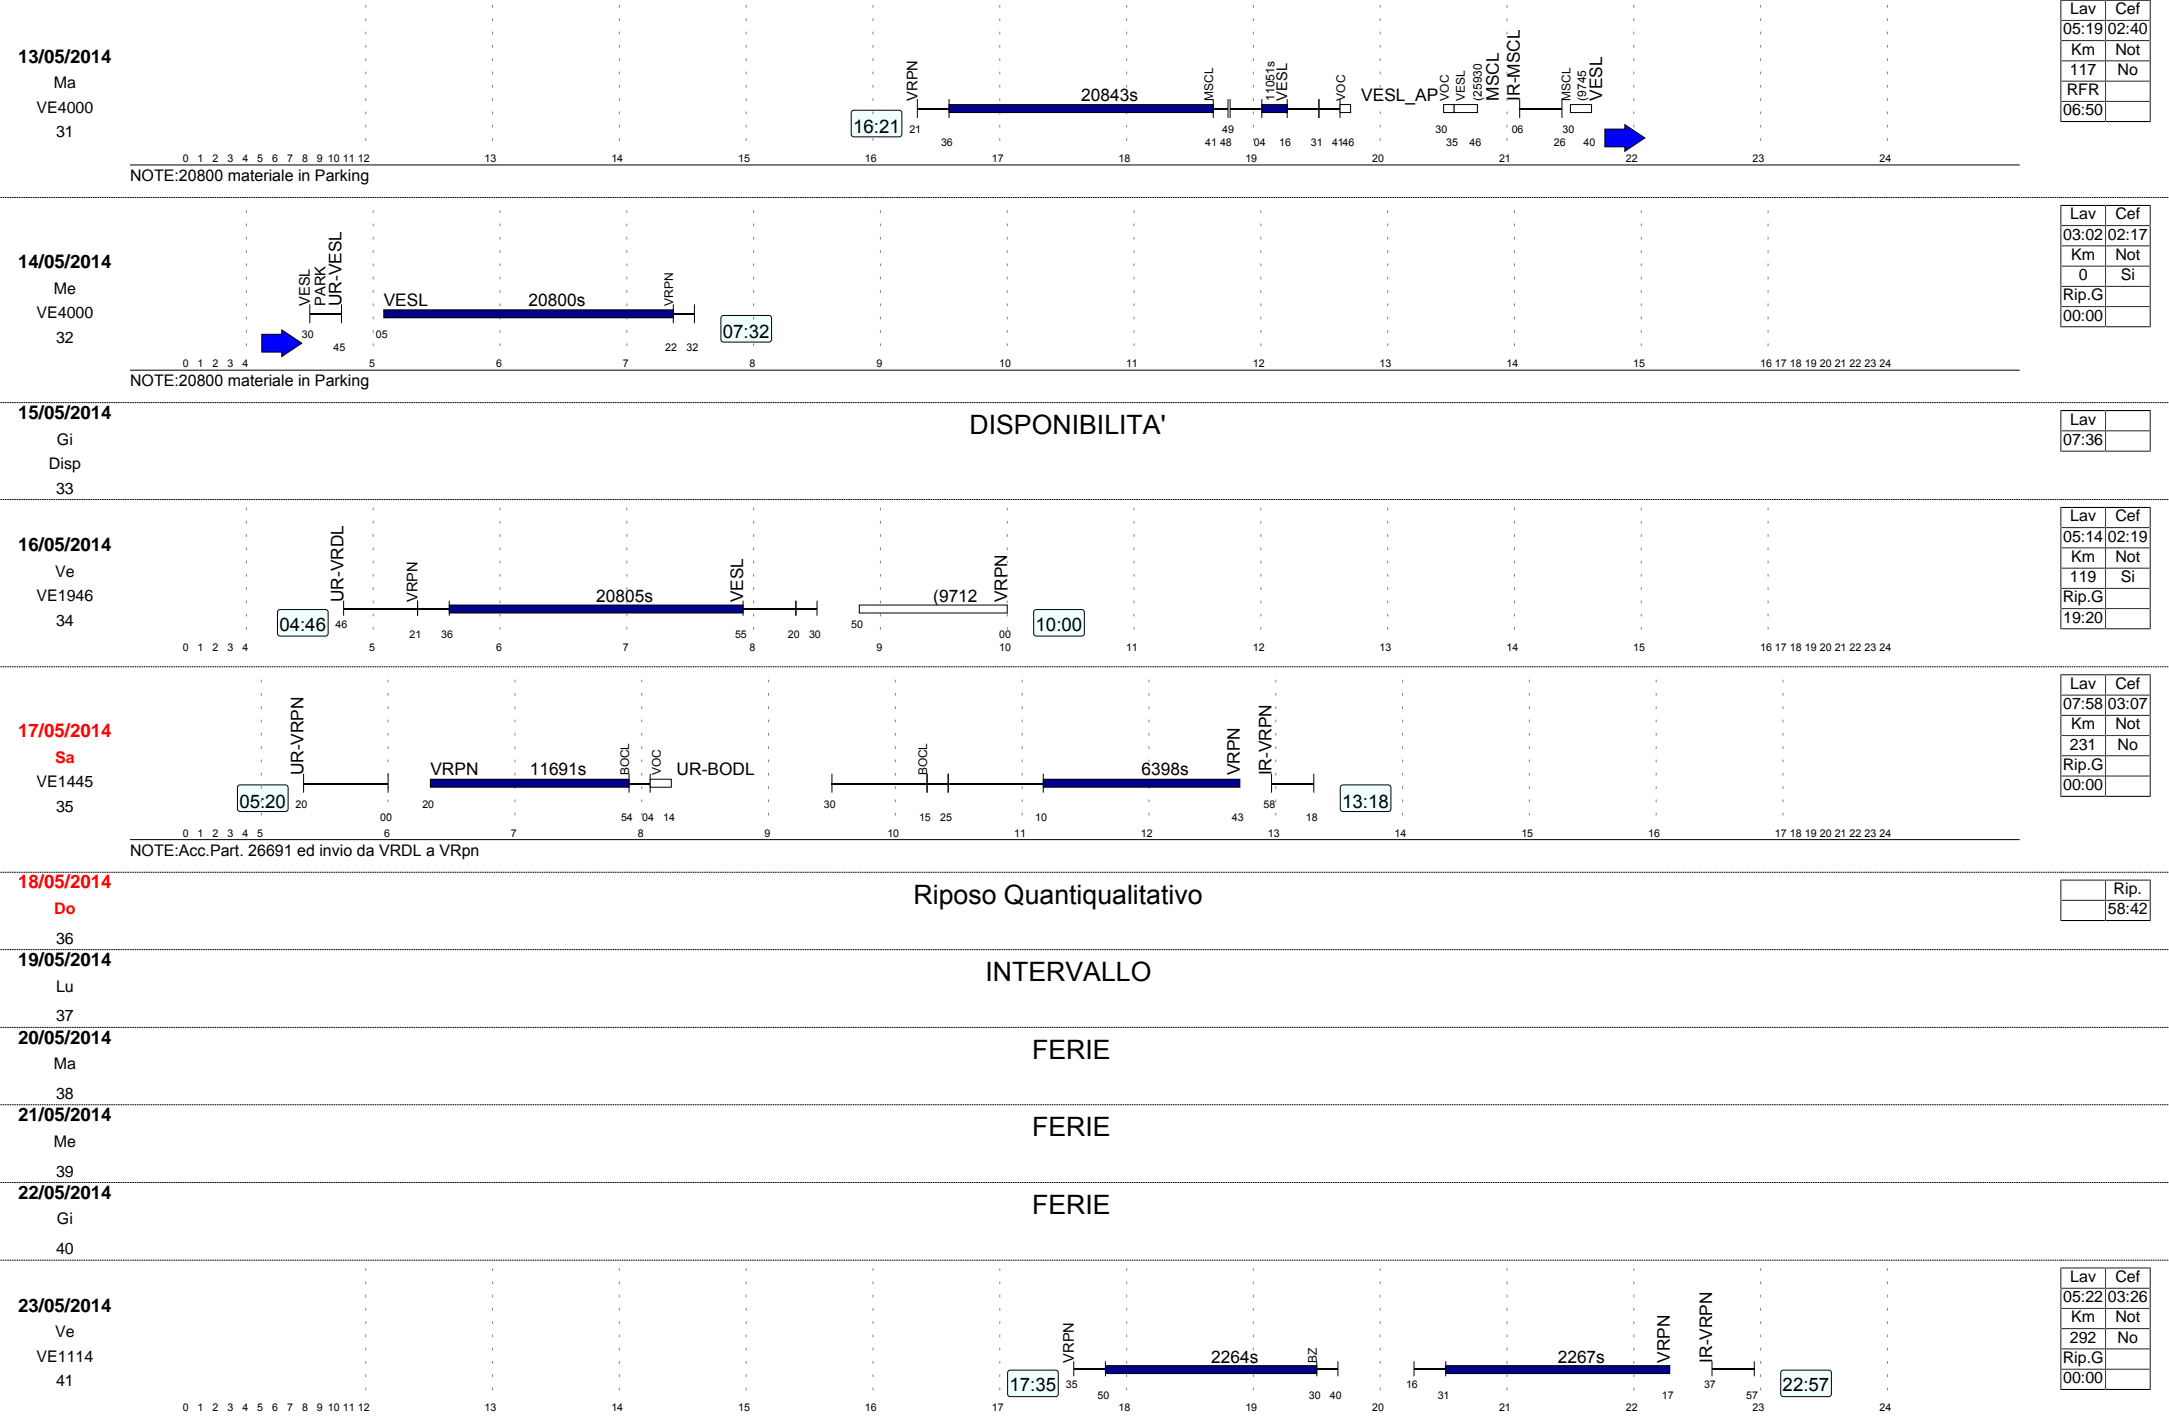 13/05/2014
Ma
VE4000
31
16:21
VRPN 20843s MSCL 11051s VESL VOC VESL_AP VOC VESL (25930 MSCL IR-MSCL MSCL (9745 VESL
21 36 41 48 49 04 16 31 41 46 30 35 46 06 26 30 40
0 1 2 3 4 5 6 7 8 9 10 11 12 13 14 15 16 17 18 19 20 21 22 23 24
NOTE:20800 materiale in Parking
Lav Cef
05:19 02:40
Km Not
117 No
RFR
06:50
14/05/2014
Me
VE4000
32
VESL PARK UR-VESL VESL 20800s VRPN
30 45 05 22 32
07:32
0 1 2 3 4 5 6 7 8 9 10 11 12 13 14 15 16 17 18 19 20 21 22 23 24
NOTE:20800 materiale in Parking
Lav Cef
03:02 02:17
Km Not
0 Si
Rip.G
00:00
15/05/2014
Gi
Disp
33
DISPONIBILITA'
Lav
07:36
16/05/2014
Ve
VE1946
34
04:46
UR-VRDL VRPN 20805s VESL (9712 VRPN
46 21 36 55 20 30 50 00
10:00
0 1 2 3 4 5 6 7 8 9 10 11 12 13 14 15 16 17 18 19 20 21 22 23 24
Lav Cef
05:14 02:19
Km Not
119 Si
Rip.G
19:20
17/05/2014
Sa
VE1445
35
05:20
UR-VRPN VRPN 11691s BOCL VOC UR-BODL BOCL 6398s VRPN IR-VRPN
20 00 20 54 04 14 30 15 25 10 43 58 18
13:18
0 1 2 3 4 5 6 7 8 9 10 11 12 13 14 15 16 17 18 19 20 21 22 23 24
NOTE:Acc.Part. 26691 ed invio da VRDL a VRpn
Lav Cef
07:58 03:07
Km Not
231 No
Rip.G
00:00
18/05/2014
Do
36
Riposo Quantiqualitativo
Rip.
58:42
19/05/2014
Lu
37
INTERVALLO
20/05/2014
Ma
38
FERIE
21/05/2014
Me
39
FERIE
22/05/2014
Gi
40
FERIE
23/05/2014
Ve
VE1114
41
17:35
VRPN 2264s BZ 2267s VRPN IR-VRPN
35 50 30 40 16 31 17 37 57
22:57
0 1 2 3 4 5 6 7 8 9 10 11 12 13 14 15 16 17 18 19 20 21 22 23 24
Lav Cef
05:22 03:26
Km Not
292 No
Rip.G
00:00